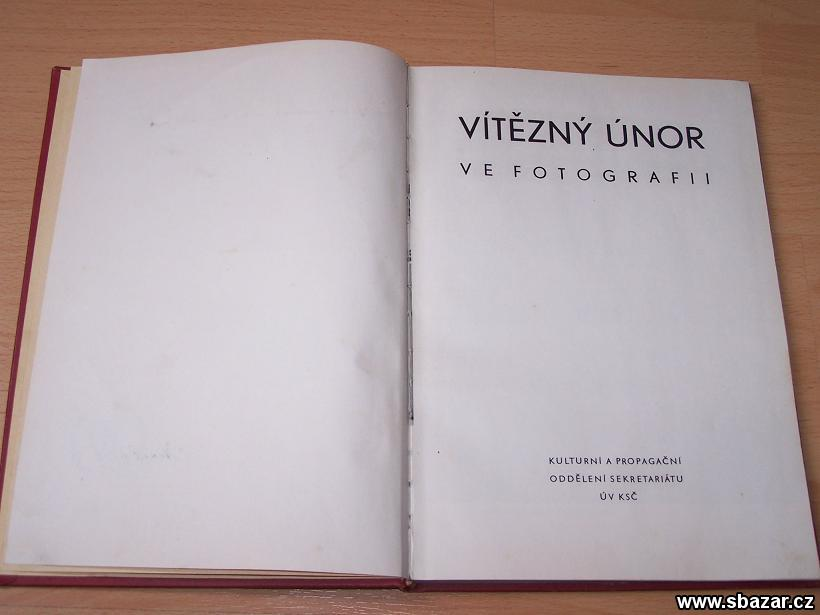 VÍTĚZNÝ ÚNOR
VE FOTOGRAFII
KULTURNÍ A PROPAGAČNÍ
ODDĚLENÍ SEKRETARIÁTU
ÚV KSČ
www.sbazar.cz